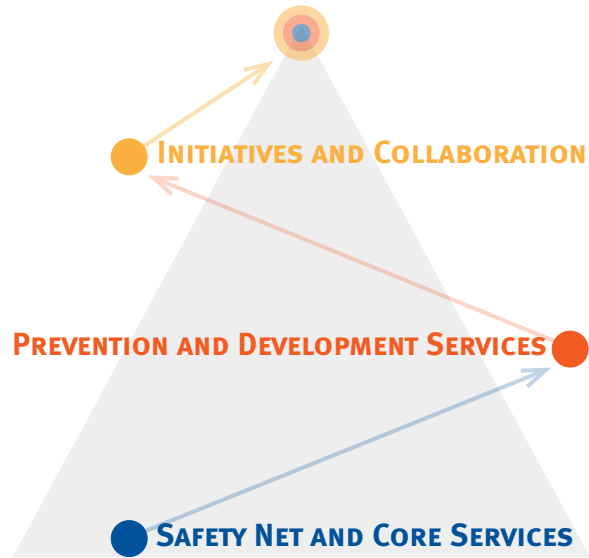 Initiatives and Collaboration
Prevention and Development Services
Safety Net and Core Services